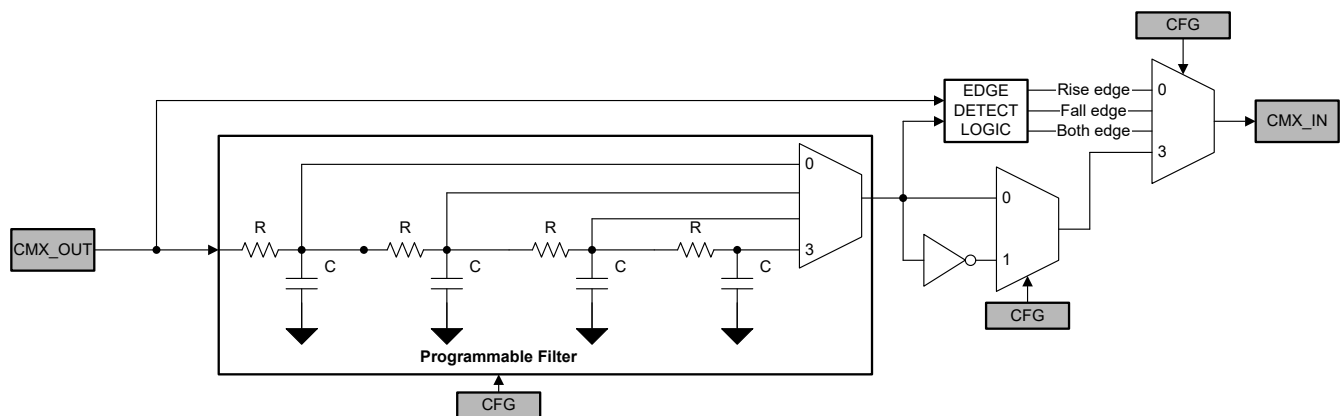 CFG
EDGE
DETECT
LOGIC
Rise edge
Fall edge
Both edge
0
3
CMX_IN
0
3
0
1
CFG
CMX_OUT
R
R
R
R
C
C
C
C
Programmable Filter
CFG